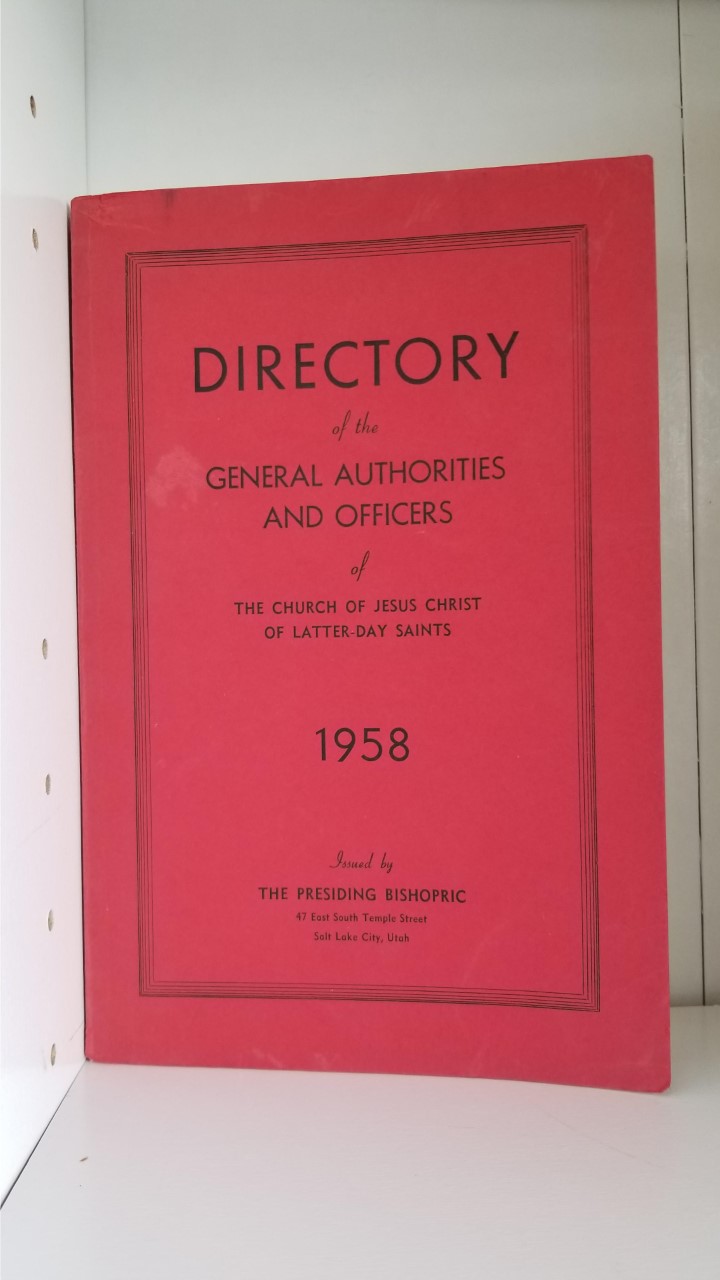 DIRECTORY
of the
GENERAL AUTHORITIES
AND OFFICERS
of
THE CHURCH OF JESUS CHRIST
OF LATTER-DAY SAINTS
1958
Issued by
THE PRESIDING BISHOPRIC
47 East South Temple Street
Salt Lake City, Utah